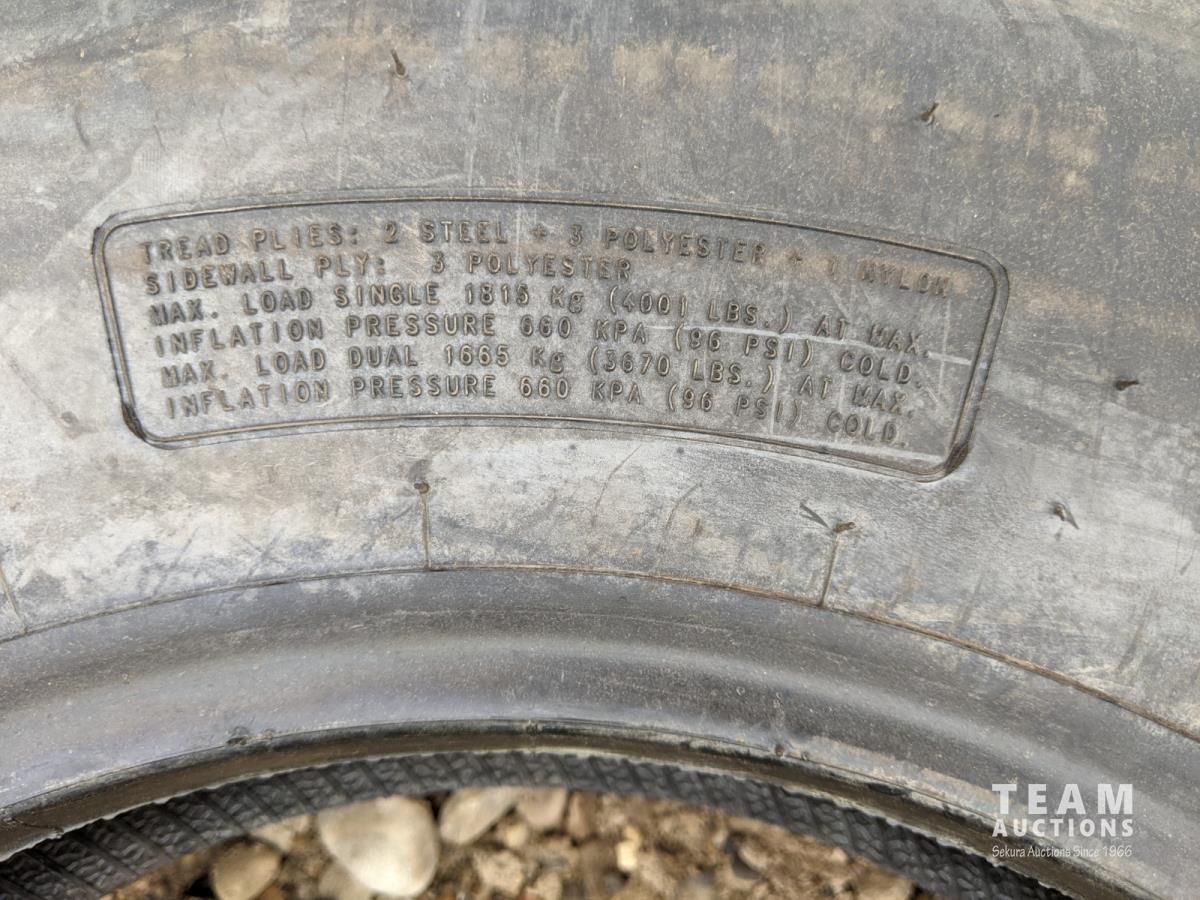 TREAD PLIES: 2 STEEL + 3 POLYESTER + 1 NYLON
SIDEWALL PLY: 3 POLYESTER
MAX. LOAD SINGLE 1815 Kg (4001 LBS.) AT MAX.
INFLATION PRESSURE 660 KPA (96 PSI) COLD.
MAX. LOAD DUAL 1665 Kg (3670 LBS.) AT MAX.
INFLATION PRESSURE 660 KPA (96 PSI) COLD.
TEAM
AUCTIONS
Sekura Auctions Since 1966